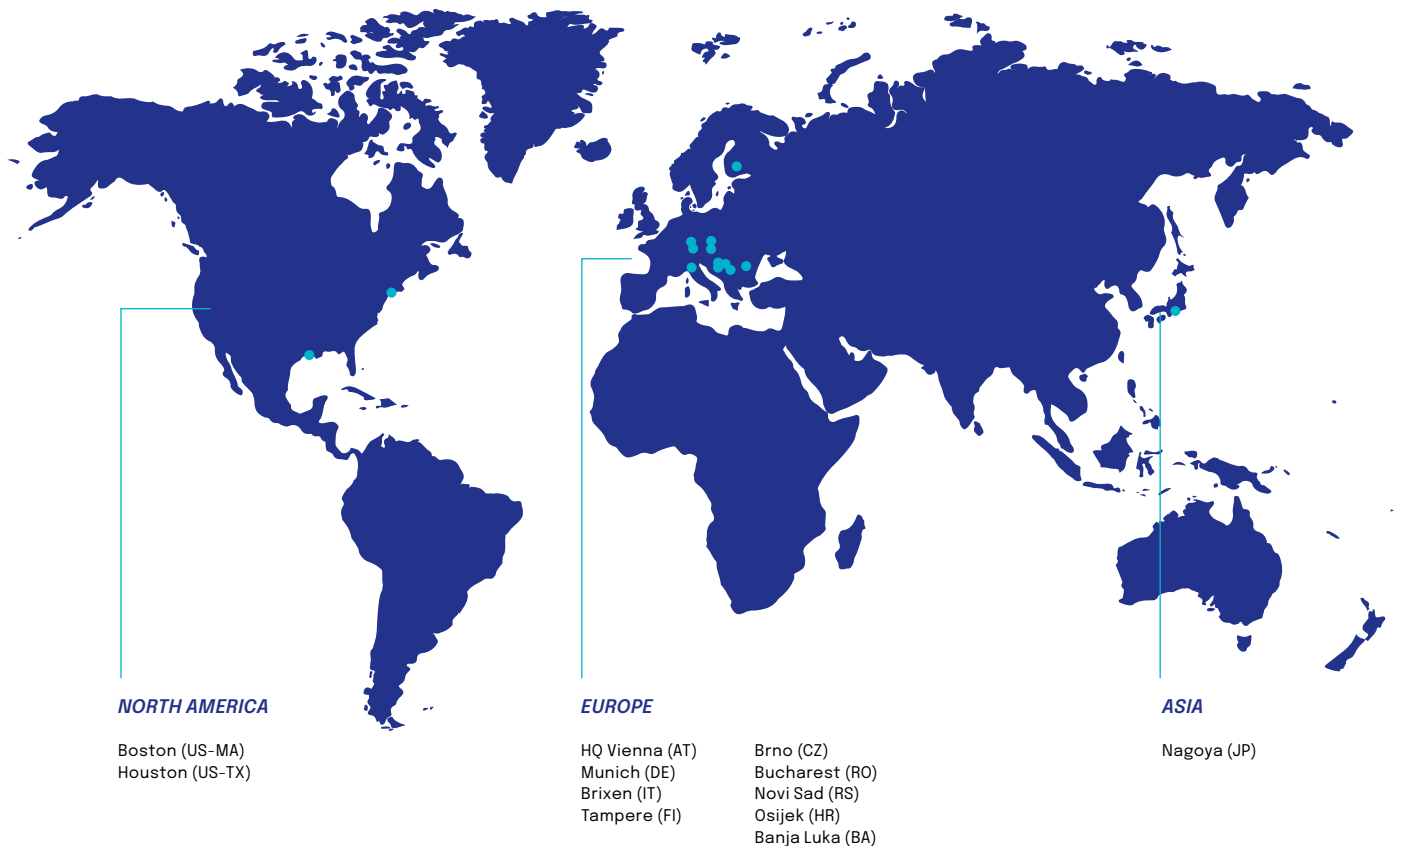 NORTH AMERICA
Boston (US-MA)
Houston (US-TX)
EUROPE
HQ Vienna (AT)
Munich (DE)
Brixen (IT)
Tampere (FI)
Brno (CZ)
Bucharest (RO)
Novi Sad (RS)
Osijek (HR)
Banja Luka (BA)
ASIA
Nagoya (JP)